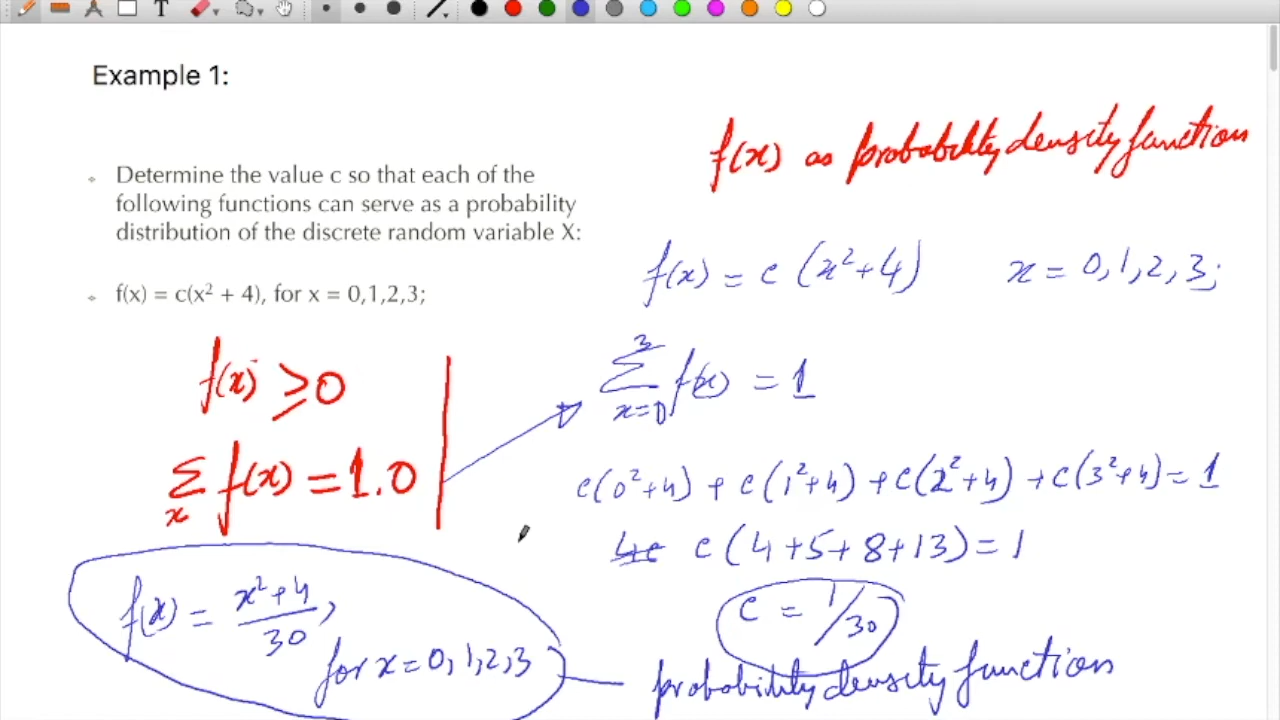 Example 1:
f(x) as probability density function
Determine the value c so that each of the
following functions can serve as a probability
distribution of the discrete random variable X:
f(x) = c(x² + 4), for x = 0,1,2,3;
f(x) = c (x²+4) x = 0,1,2,3;
f(x) ≥ 0
∑ f(x) = 1.0
x
3
∑ f(x) = 1
x=0
c(0²+4) + c(1²+4) + c(2²+4) + c(3²+4) = 1
4c c (4+5+8+13) = 1
c = 1/30
f(x) = x²+4/30,
for x = 0, 1, 2, 3
probability density function